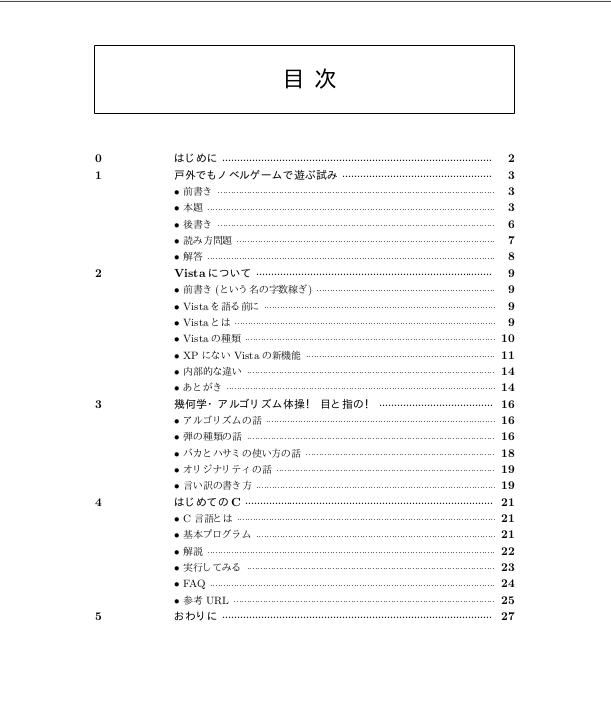 目 次
0 はじめに 2
1 戸外でもノベルゲームで遊ぶ試み 3
● 前書き 3
● 本題 3
● 後書き 6
● 読み方問題 7
● 解答 8
2 Vista について 9
● 前書き (という名の字数稼ぎ) 9
● Vista を語る前に 9
● Vista とは 9
● Vista の種類 10
● XP にない Vista の新機能 11
● 内部的な違い 14
● あとがき 14
3 幾何学・アルゴリズム体操! 目と指の! 16
● アルゴリズムの話 16
● 弾の種類の話 16
● バカとハサミの使い方の話 18
● オリジナリティの話 19
● 言い訳の書き方 19
4 はじめての C 21
● C 言語とは 21
● 基本プログラム 21
● 解説 22
● 実行してみる 23
● FAQ 24
● 参考 URL 25
5 おわりに 27